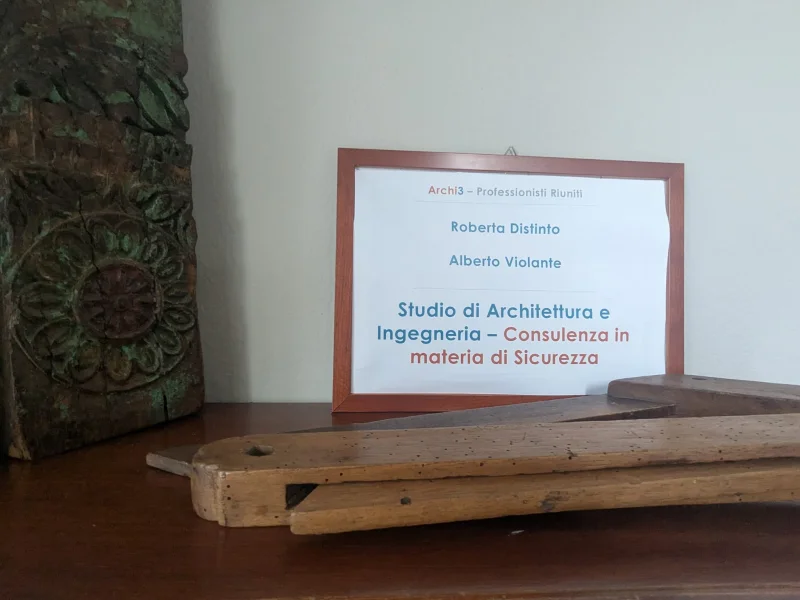 Archi3 – Professionisti Riuniti
Roberta Distinto
Alberto Violante
Studio di Architettura e
Ingegneria – Consulenza in
materia di Sicurezza